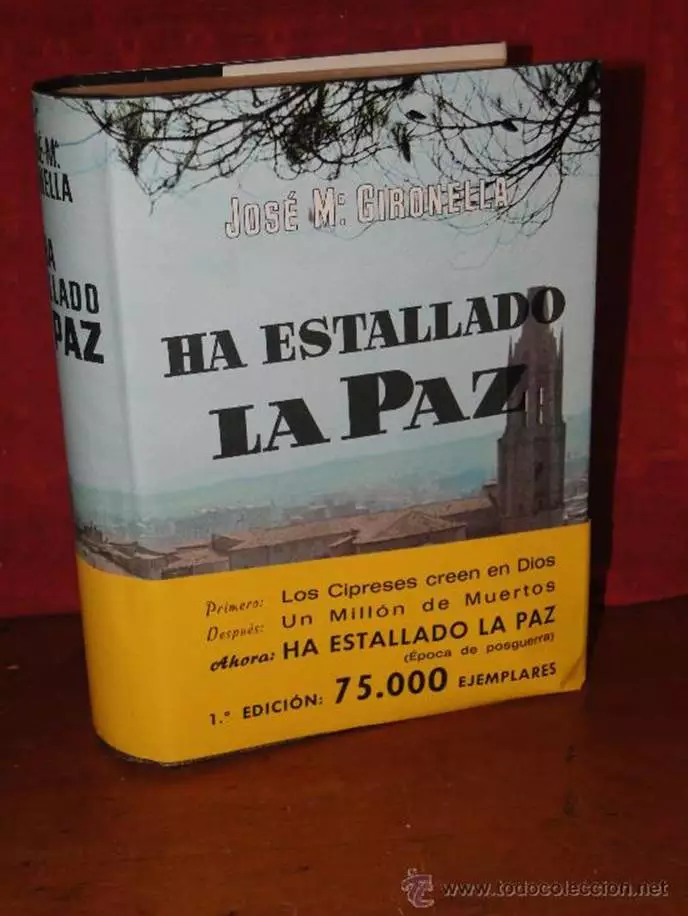 JOSÉ Mª GIRONELLA
HA ESTALLADO
LA PAZ
PAZ
Primero: Los Cipreses creen en Dios
Después: Un Millón de Muertos
Ahora: HA ESTALLADO LA PAZ
(Época de posguerra)
1.ª EDICIÓN: 75.000 EJEMPLARES
© www.todocoleccion.net